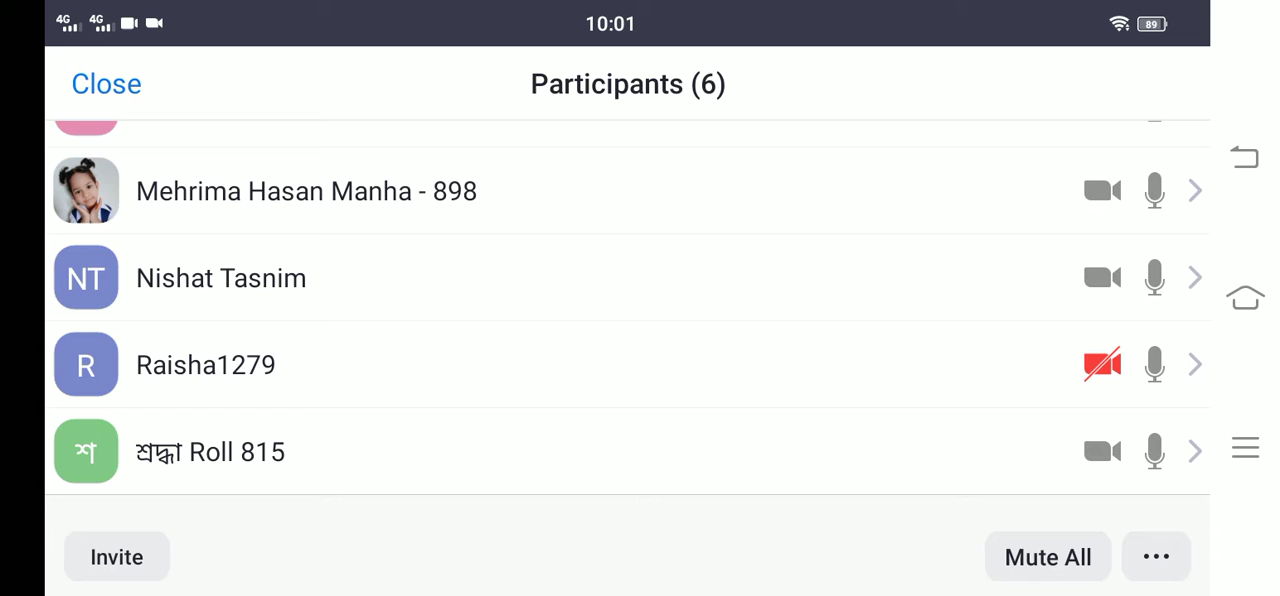 4G 4G 10:01 89
Close Participants (6)
Mehrima Hasan Manha - 898
NT Nishat Tasnim
R Raisha1279
শ শ্রদ্ধা Roll 815
Invite Mute All ...